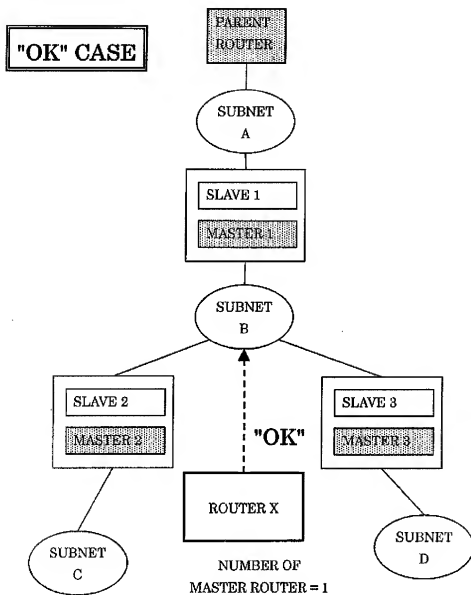 "OK" CASE
PARENT
ROUTER
SUBNET
A
SLAVE 1
MASTER 1
SUBNET
B
SLAVE 2
MASTER 2
SLAVE 3
MASTER 3
"OK"
ROUTER X
SUBNET
C
SUBNET
D
NUMBER OF
MASTER ROUTER = 1